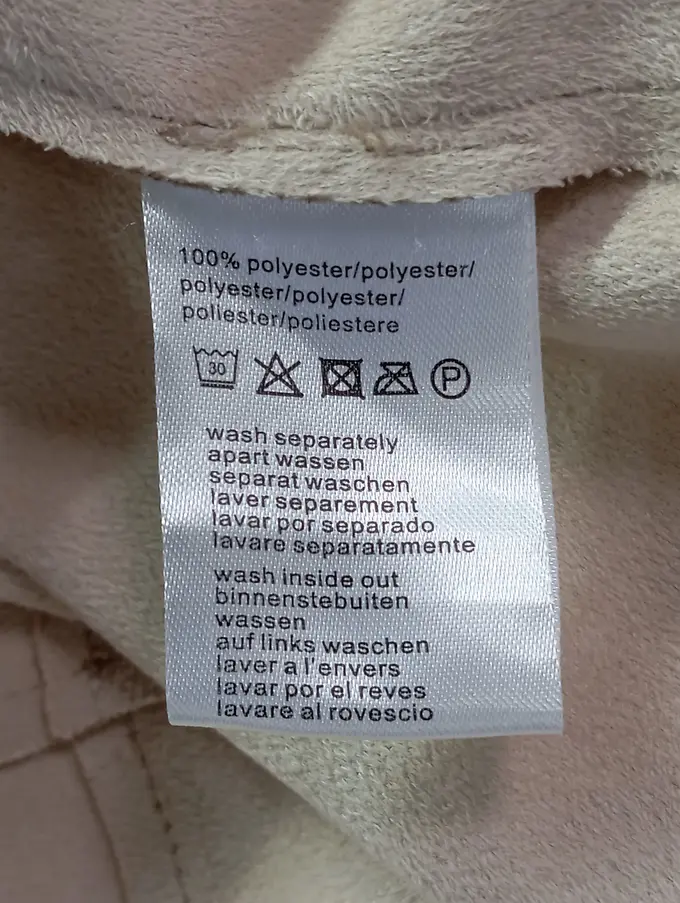 100% polyester/polyester/
polyester/polyester/
poliester/poliestere
30 P
wash separately
apart wassen
separat waschen
laver separement
lavar por separado
lavare separatamente
wash inside out
binnenstebuiten
wassen
auf links waschen
laver a l'envers
lavar por el reves
lavare al rovescio